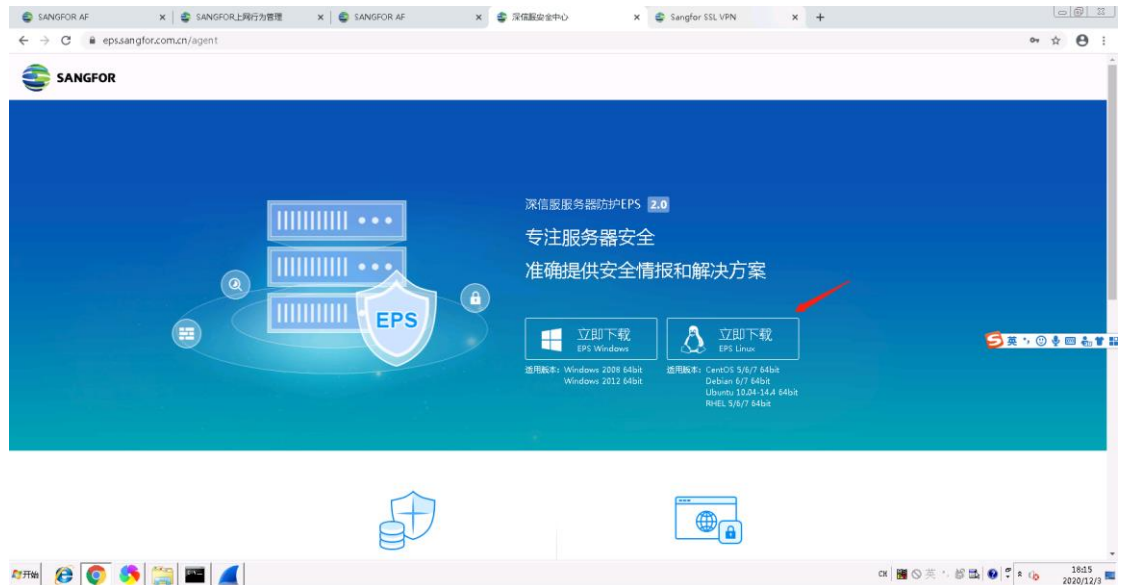 SANGFOR AF
SANGFOR上网行为管理
SANGFOR AF
深信服安全中心
Sangfor SSL VPN
eps.sangfor.com.cn/agent
SANGFOR
深信服服务器防护EPS 2.0
专注服务器安全
准确提供安全情报和解决方案
EPS
立即下载
EPS Windows
立即下载
EPS Linux
适用版本: Windows 2008 64bit
Windows 2012 64bit
适用版本: CentOS 5/6/7 64bit
Debian 6/7 64bit
Ubuntu 10.04-14.4 64bit
RHEL 5/6/7 64bit
英
开始
CH
英
18:15
2020/12/3